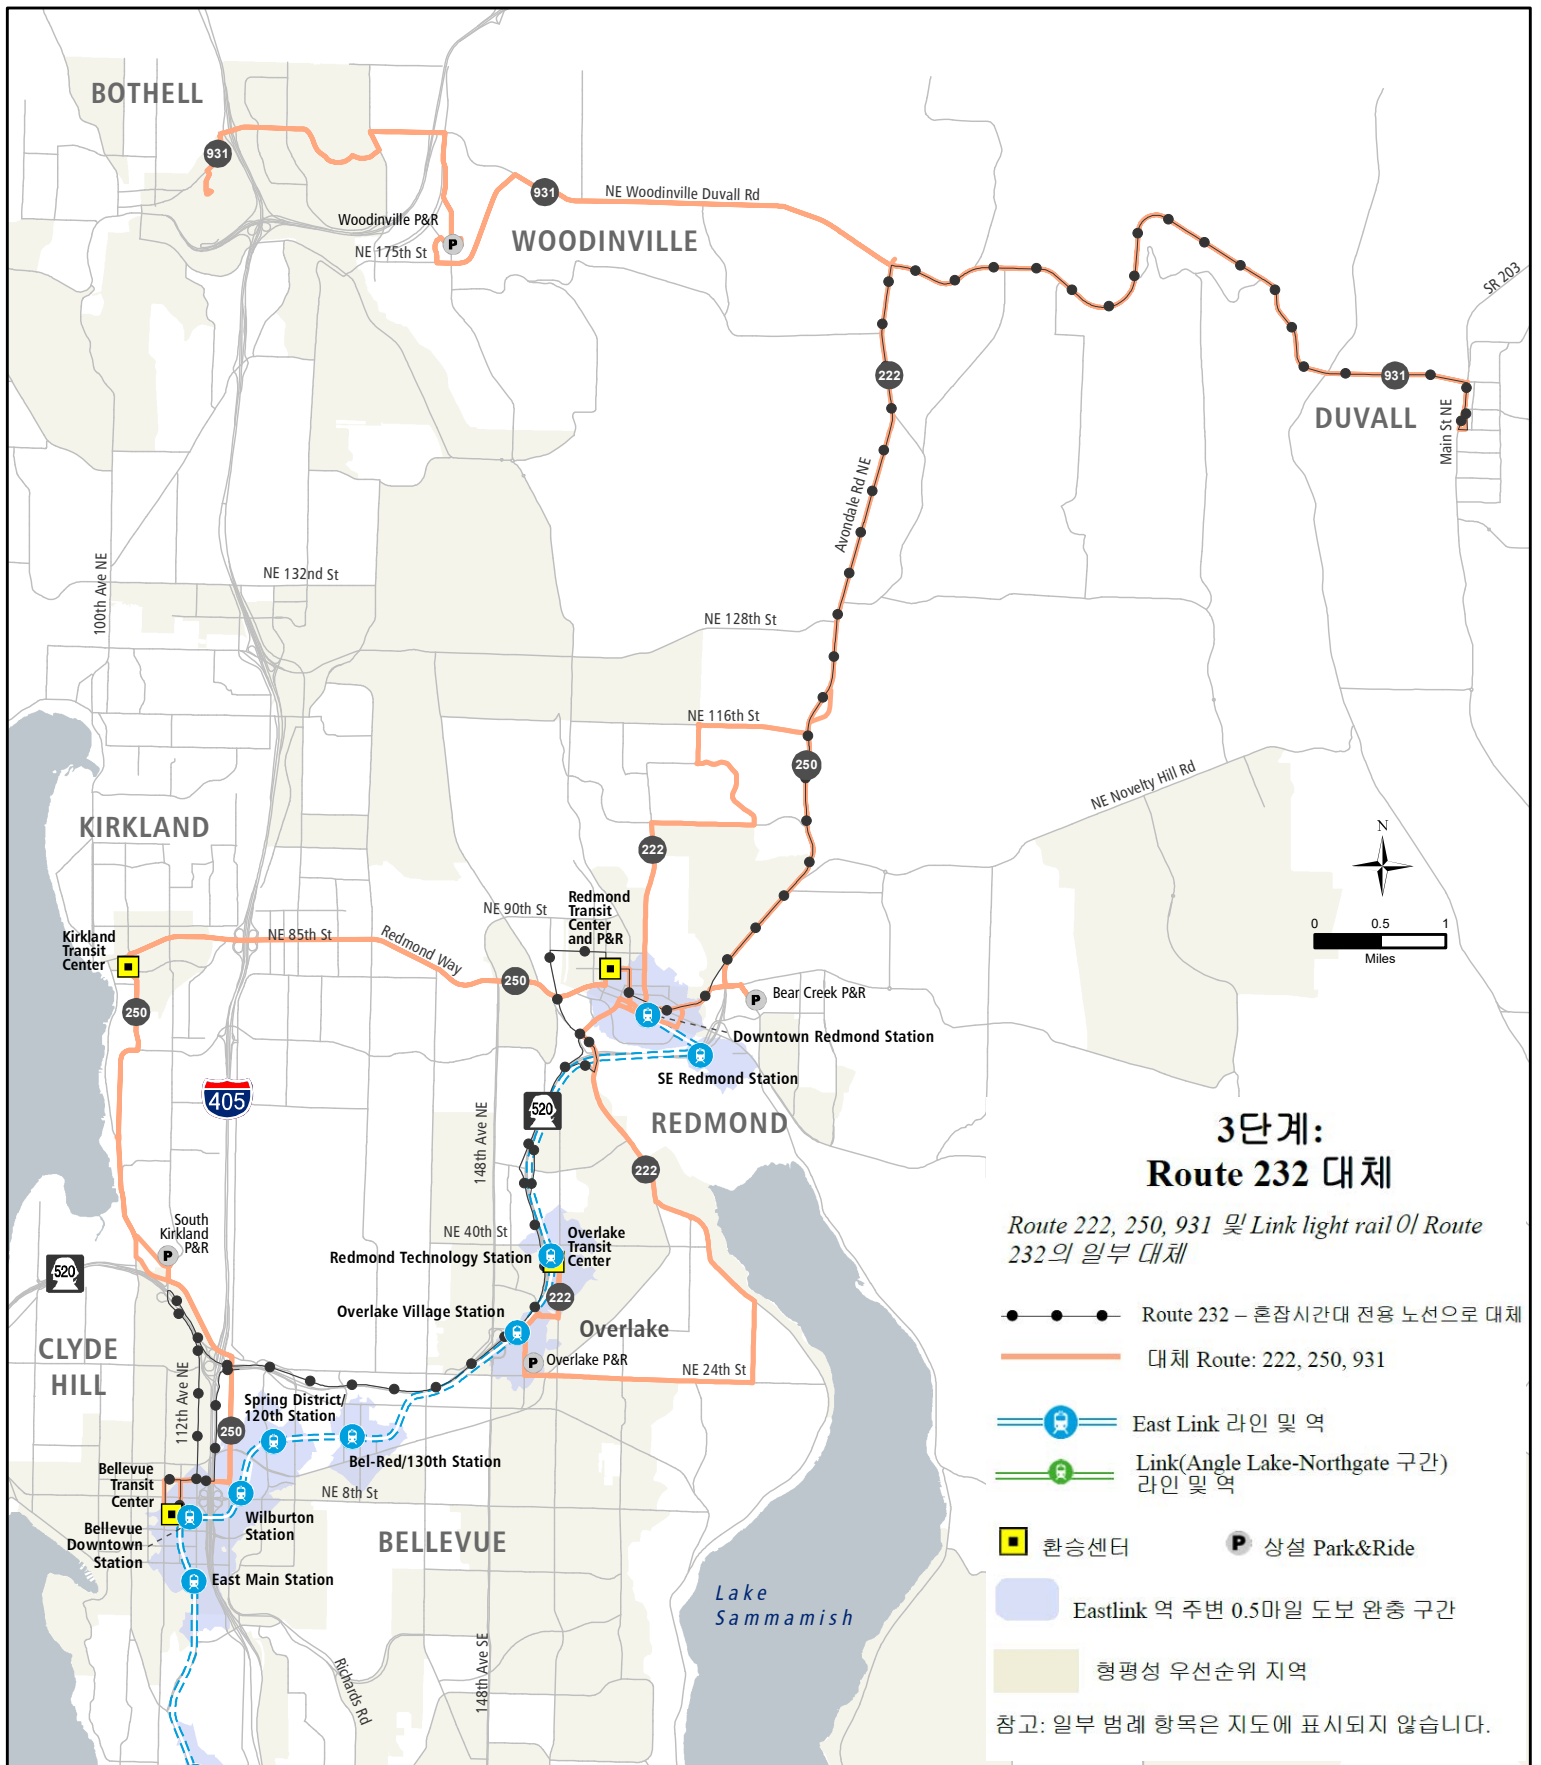 BOTHELL
931
Woodinville P&R
P
NE 175th St
931
NE Woodinville Duvall Rd
WOODINVILLE
SR 203
222
931
DUVALL
Main St NE
Avondale Rd NE
100th Ave NE
NE 132nd St
NE 128th St
NE 116th St
250
NE Novelty Hill Rd
KIRKLAND
222
N
0 0.5 1
Miles
Redmond
Transit
Center
and P&R
NE 90th St
Kirkland
Transit
Center
NE 85th St
Redmond Way
250
250
P
Bear Creek P&R
Downtown Redmond Station
SE Redmond Station
405
520
REDMOND
148th Ave NE
222
South
Kirkland
P&R
P
NE 40th St
Overlake
Transit
Center
Redmond Technology Station
520
222
Overlake Village Station
Overlake
P
Overlake P&R
NE 24th St
CLYDE
HILL
112th Ave NE
Spring District/
120th Station
250
Bel-Red/130th Station
Bellevue
Transit
Center
NE 8th St
Wilburton
Station
Bellevue
Downtown
Station
BELLEVUE
East Main Station
Lake
Sammamish
Richards Rd
148th Ave SE
3단계:
Route 232 대체
Route 222, 250, 931 및 Link light rail이 Route
232의 일부 대체
Route 232 – 혼잡시간대 전용 노선으로 대체
대체 Route: 222, 250, 931
East Link 라인 및 역
Link(Angle Lake-Northgate 구간)
라인 및 역
환승센터
P
상설 Park&Ride
Eastlink 역 주변 0.5마일 도보 완충 구간
형평성 우선순위 지역
참고: 일부 범례 항목은 지도에 표시되지 않습니다.